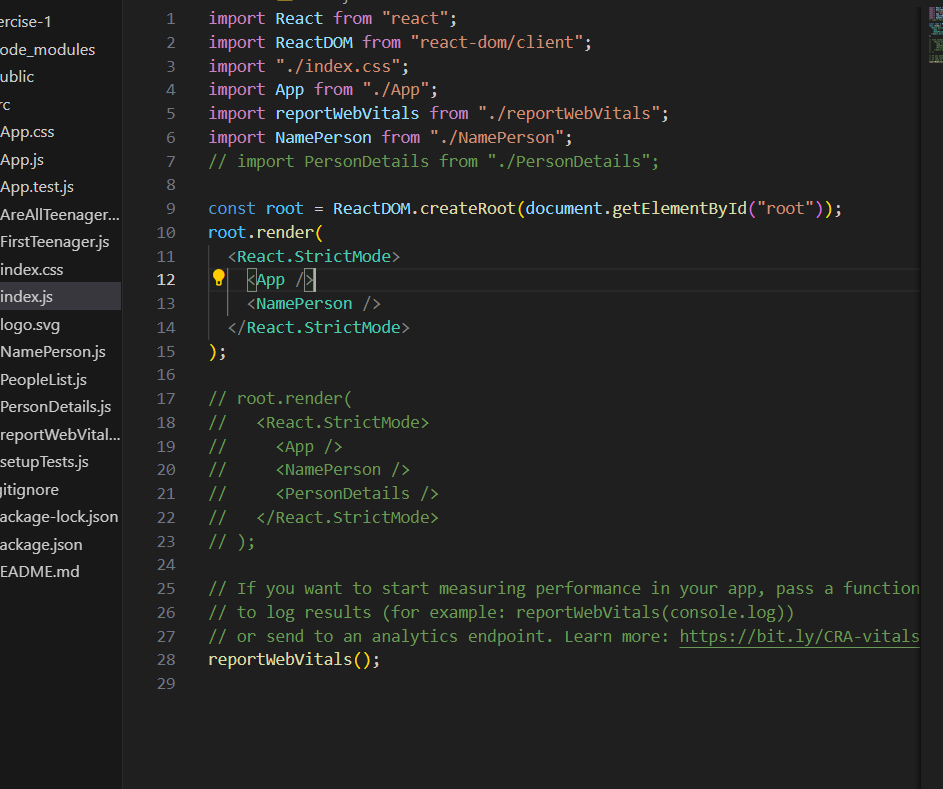 ercise-1
ode_modules
ublic
rc
App.css
App.js
App.test.js
AreAllTeenager...
FirstTeenager.js
index.css
index.js
logo.svg
NamePerson.js
PeopleList.js
PersonDetails.js
reportWebVital...
setupTests.js
gitignore
ackage-lock.json
ackage.json
EADME.md
1 import React from "react";
2 import ReactDOM from "react-dom/client";
3 import "./index.css";
4 import App from "./App";
5 import reportWebVitals from "./reportWebVitals";
6 import NamePerson from "./NamePerson";
7 // import PersonDetails from "./PersonDetails";
8
9 const root = ReactDOM.createRoot(document.getElementById("root"));
10 root.render(
11   <React.StrictMode>
12     <App />
13     <NamePerson />
14   </React.StrictMode>
15 );
16
17 // root.render(
18 //   <React.StrictMode>
19 //     <App />
20 //     <NamePerson />
21 //     <PersonDetails />
22 //   </React.StrictMode>
23 // );
24
25 // If you want to start measuring performance in your app, pass a function
26 // to log results (for example: reportWebVitals(console.log))
27 // or send to an analytics endpoint. Learn more: https://bit.ly/CRA-vitals
28 reportWebVitals();
29